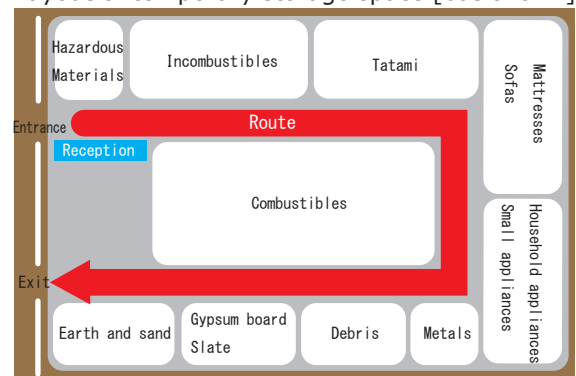 Hazardous
Materials
Incombustibles
Tatami
Mattresses
Sofas
Entrance
Route
Reception
Combustibles
Household appliances
Small appliances
Exit
Earth and sand
Gypsum board
Slate
Debris
Metals